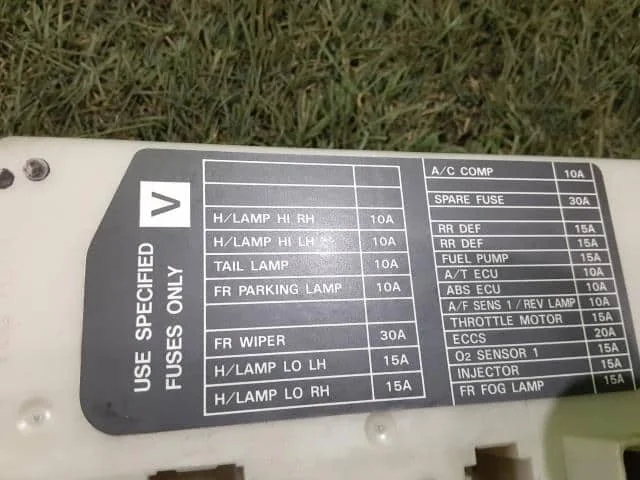 USE SPECIFIED
FUSES ONLY
V
H/LAMP HI RH 10A
H/LAMP HI LH 10A
TAIL LAMP 10A
FR PARKING LAMP 10A
FR WIPER 30A
H/LAMP LO LH 15A
H/LAMP LO RH 15A
A/C COMP 10A
SPARE FUSE 30A
RR DEF 15A
RR DEF 15A
FUEL PUMP 15A
A/T ECU 10A
ABS ECU 10A
A/F SENS 1/REV LAMP 10A
THROTTLE MOTOR 15A
ECCS 20A
O2 SENSOR 1 15A
INJECTOR 15A
FR FOG LAMP 15A